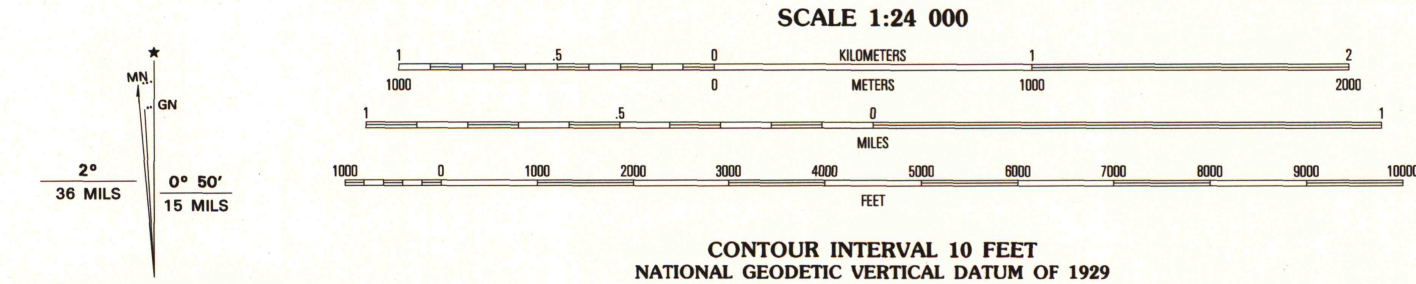 SCALE 1:24 000
1 .5 0 KILOMETERS 1 2
1000 0 METERS 1000 2000
1 .5 0 1
MILES
1000 0 1000 2000 3000 4000 5000 6000 7000 8000 9000 10000
FEET
CONTOUR INTERVAL 10 FEET
NATIONAL GEODETIC VERTICAL DATUM OF 1929
★
MN
GN
2°
36 MILS
0° 50′
15 MILS